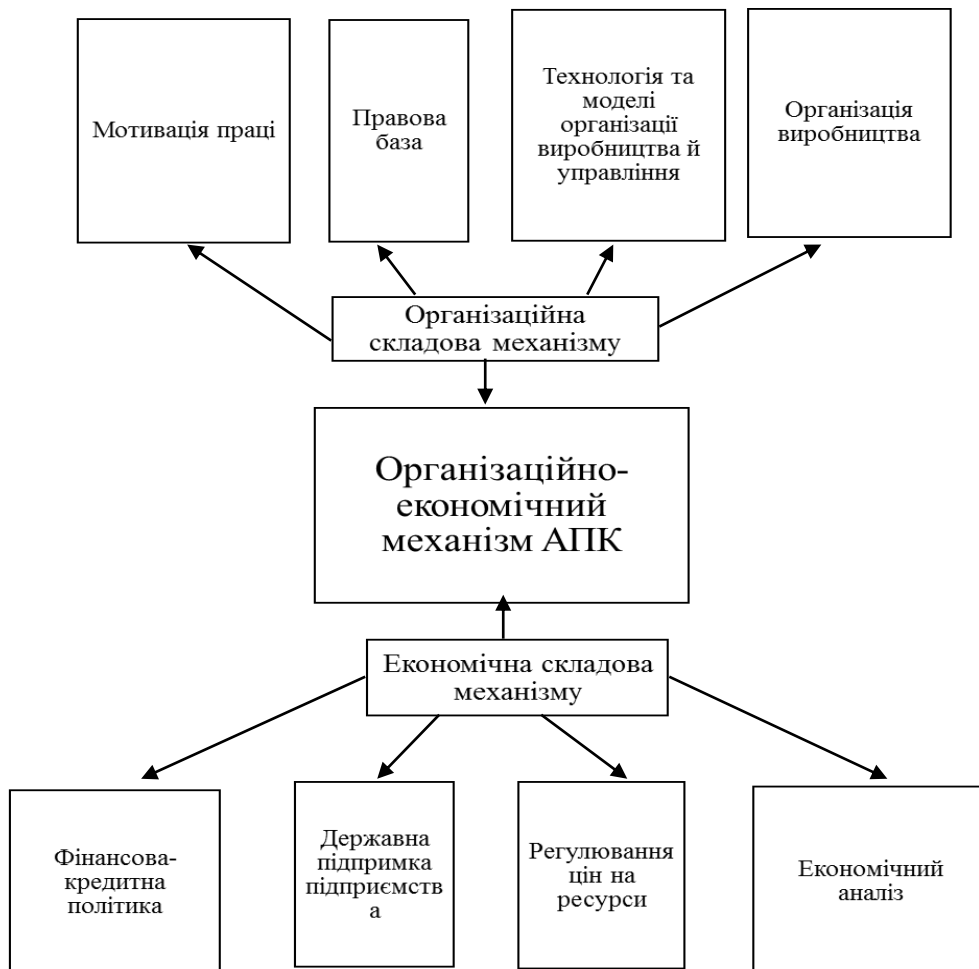 Мотивація праці
Правова
база
Технологія та
моделі
організації
виробництва й
управління
Організація
виробництва
Організаційна
складова механізму
Організаційно-
економічний
механізм АПК
Економічна складова
механізму
Фінансова-
кредитна
політика
Державна
підпримка
підприємств
а
Регулювання
цін на
ресурси
Економічний
аналіз